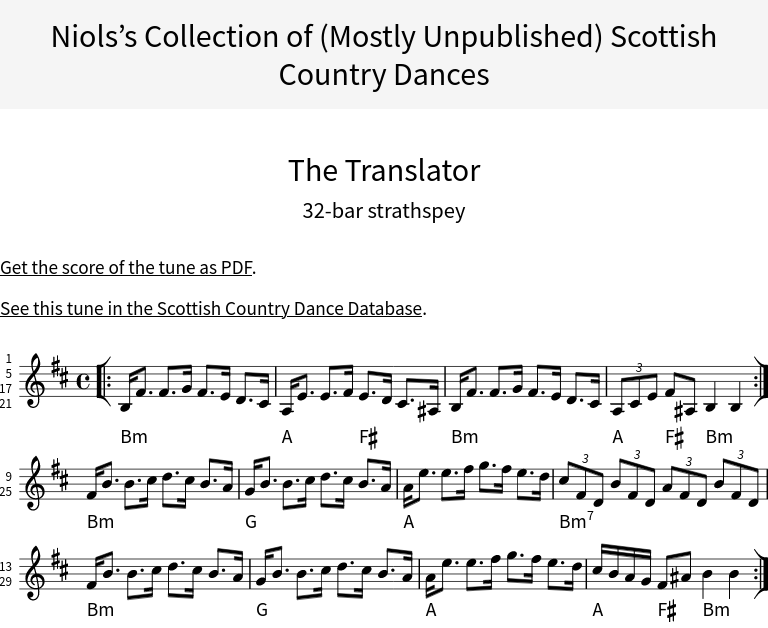 Niols’s Collection of (Mostly Unpublished) Scottish
Country Dances
The Translator
32-bar strathspey
Get the score of the tune as PDF.
See this tune in the Scottish Country Dance Database.
1
5
17
21
3
Bm A F♯ Bm A F♯ Bm
9
25
3 3 3 3
Bm G A Bm7
13
29
Bm G A A F♯ Bm